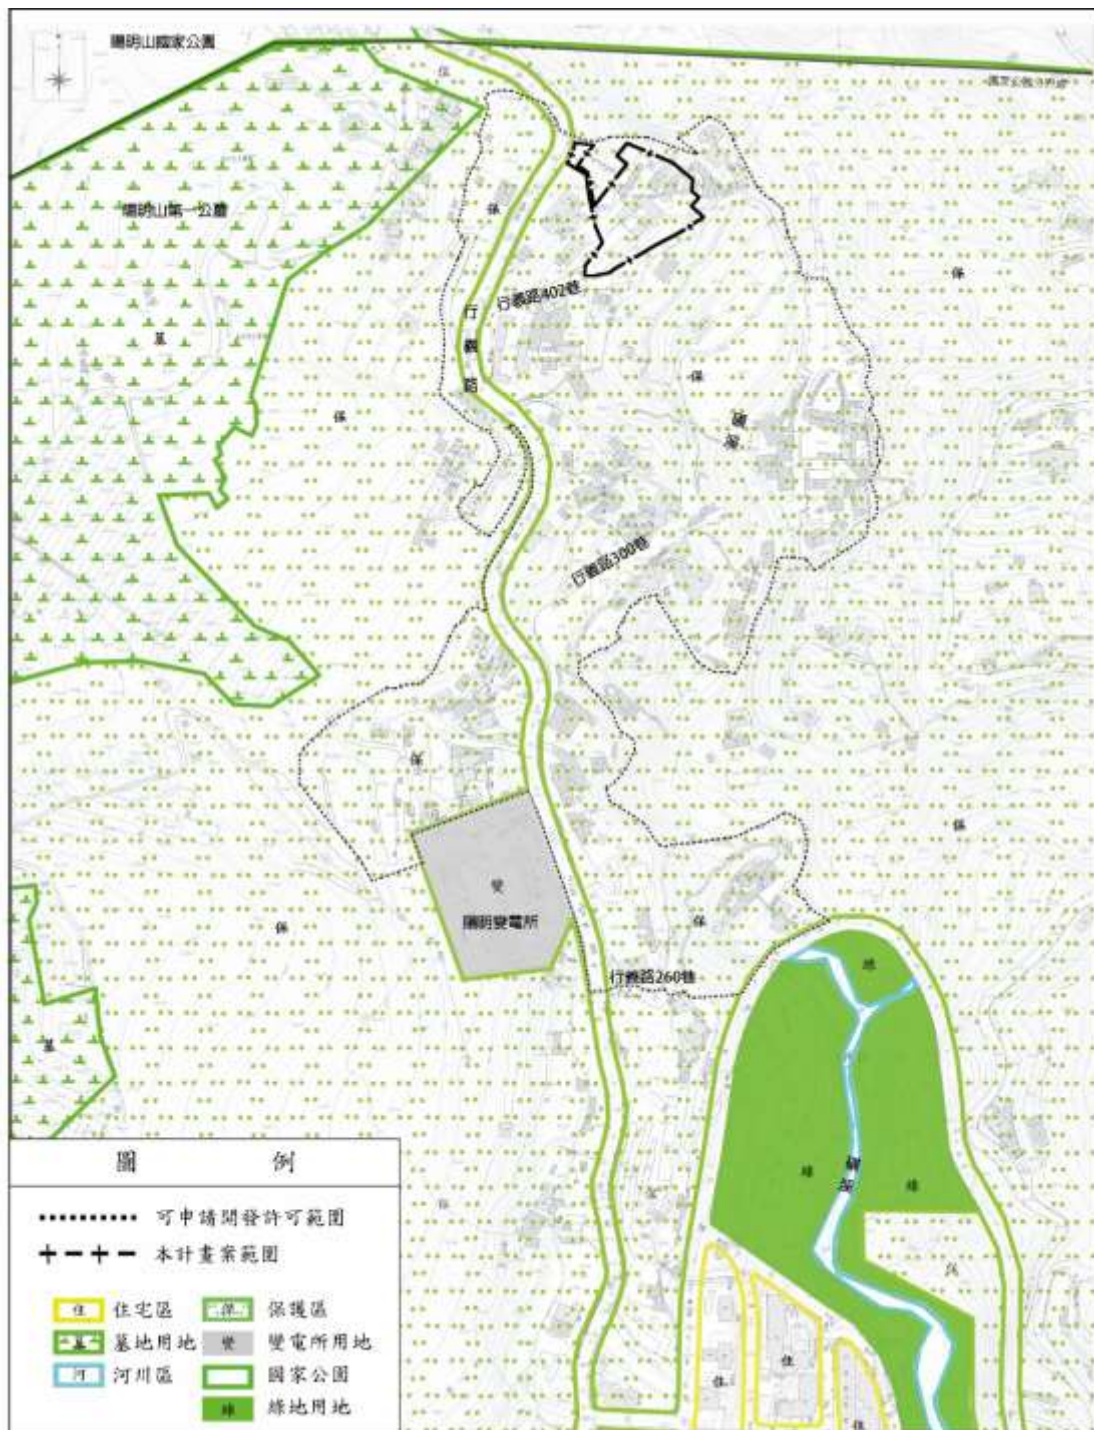 陽明山國家公園
陽明山第一公墓
保
保
墓
行義路
行義路402巷
保
保
磺溪
行義路300巷
保
保
變
陽明變電所
保
保
行義路260巷
綠
墓
磺溪
綠
綠
住
住
住
圖例
可申請開發許可範圍
本計畫案範圍
住 住宅區
保 保護區
墓 墓地用地
變 變電所用地
河 河川區
國家公園
綠 綠地用地